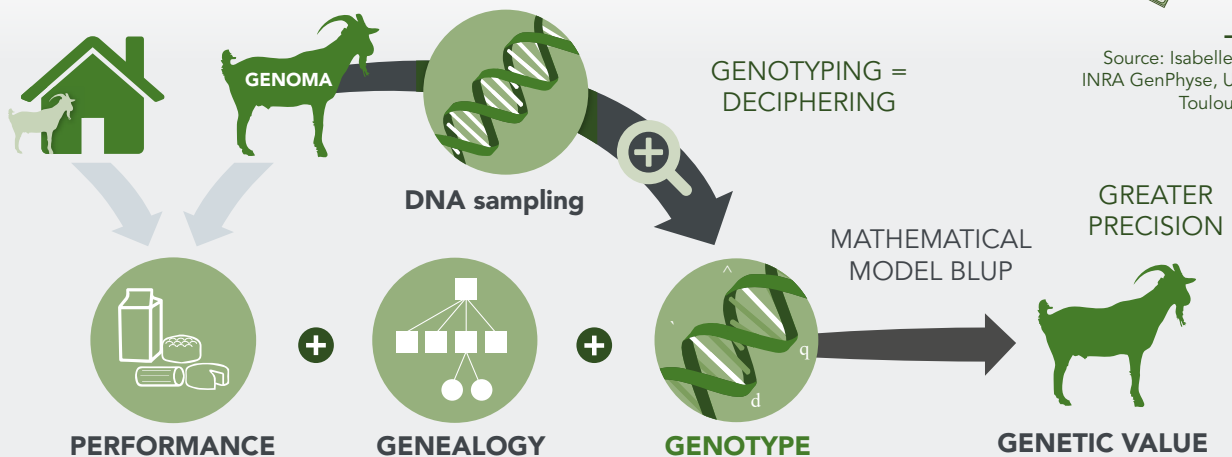 GENOMA
GENOTYPING =
DECIPHERING
Source: Isabelle
INRA GenPhyse, U
Toulou
DNA sampling
GREATER
PRECISION
MATHEMATICAL
MODEL BLUP
^
q
d
PERFORMANCE
GENEALOGY
GENOTYPE
GENETIC VALUE